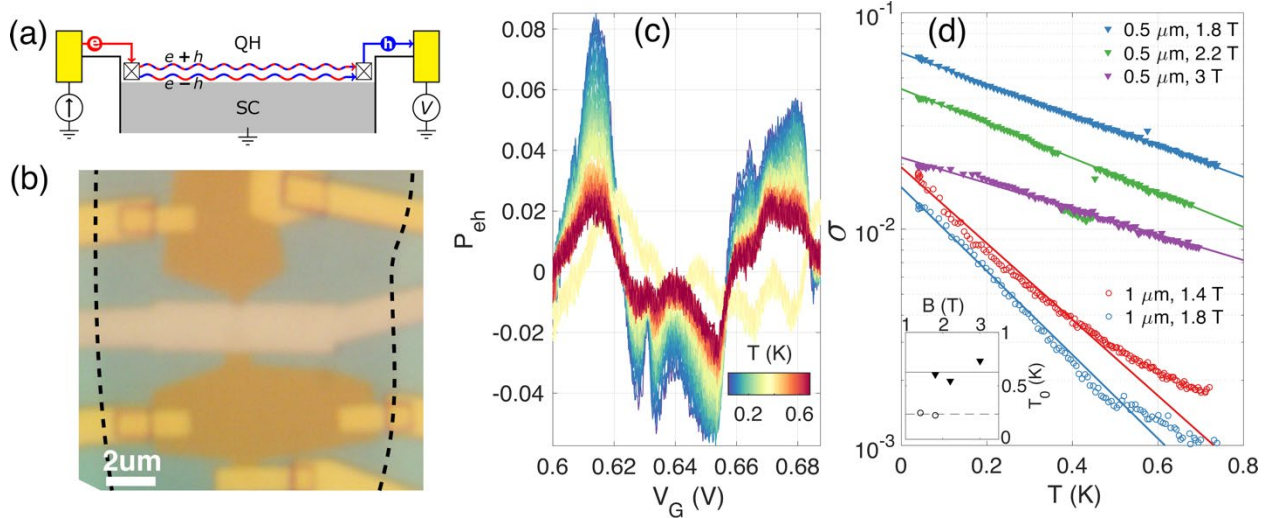 (a)
e
QH
h
e + h
e − h
SC
V
(b)
2um
(c)
0.08
0.06
0.04
0.02
0
-0.02
-0.04
P_eh
T (K)
0.2 0.6
0.6 0.62 0.64 0.66 0.68
V_G (V)
(d)
10^-1
10^-2
10^-3
σ
0.5 μm, 1.8 T
0.5 μm, 2.2 T
0.5 μm, 3 T
1 μm, 1.4 T
1 μm, 1.8 T
B (T)
1 2 3
1
0.5
0
T_0 (K)
0 0.2 0.4 0.6 0.8
T (K)